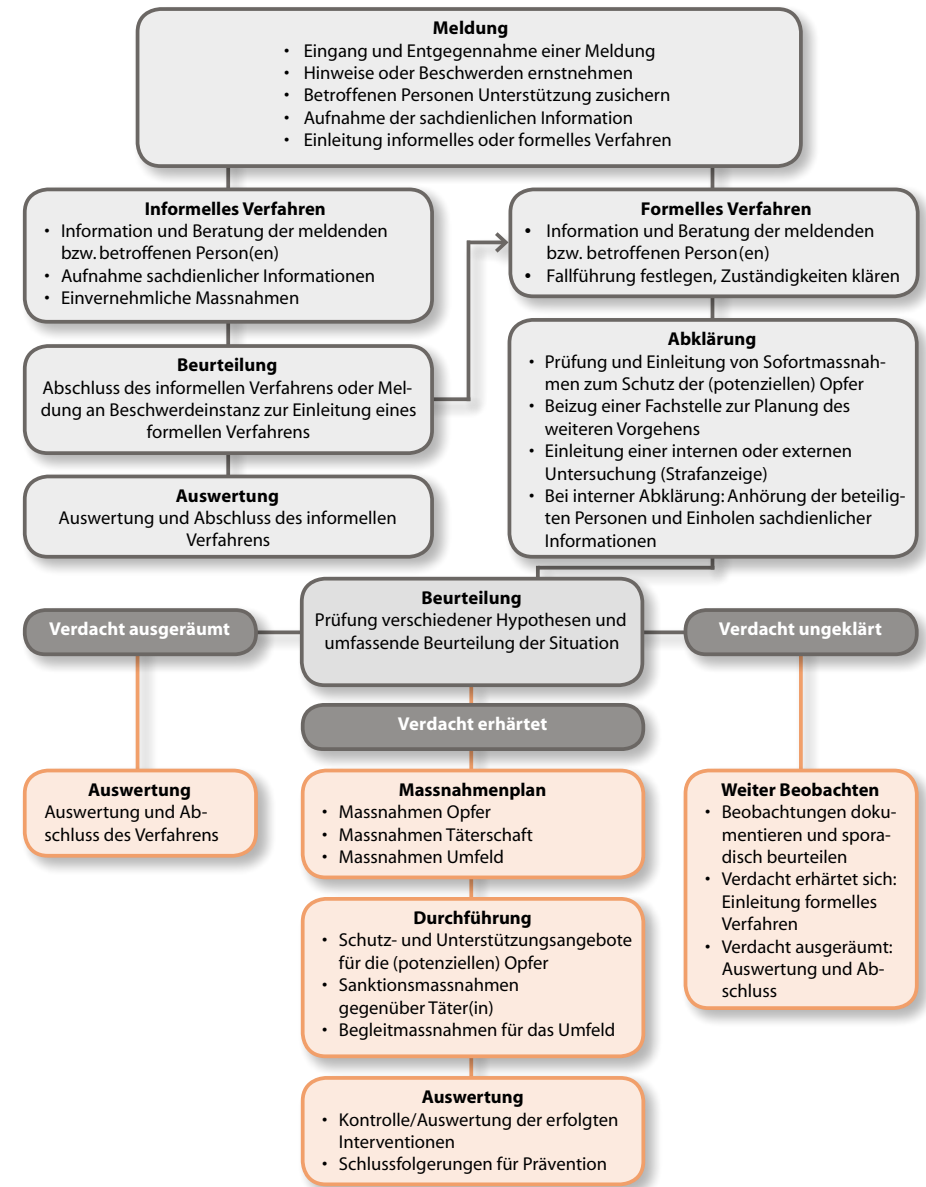 Meldung
• Eingang und Entgegennahme einer Meldung
• Hinweise oder Beschwerden ernstnehmen
• Betroffenen Personen Unterstützung zusichern
• Aufnahme der sachdienlichen Information
• Einleitung informelles oder formelles Verfahren
Informelles Verfahren
• Information und Beratung der meldenden
bzw. betroffenen Person(en)
• Aufnahme sachdienlicher Informationen
• Einvernehmliche Massnahmen
Formelles Verfahren
• Information und Beratung der meldenden
bzw. betroffenen Person(en)
• Fallführung festlegen, Zuständigkeiten klären
Beurteilung
Abschluss des informellen Verfahrens oder Mel-
dung an Beschwerdeinstanz zur Einleitung eines
formellen Verfahrens
Auswertung
Auswertung und Abschluss des informellen
Verfahrens
Abklärung
• Prüfung und Einleitung von Sofortmassnah-
men zum Schutz der (potenziellen) Opfer
• Beizug einer Fachstelle zur Planung des
weiteren Vorgehens
• Einleitung einer internen oder externen
Untersuchung (Strafanzeige)
• Bei interner Abklärung: Anhörung der beteilig-
ten Personen und Einholen sachdienlicher
Informationen
Beurteilung
Prüfung verschiedener Hypothesen und
umfassende Beurteilung der Situation
Verdacht ausgeräumt
Verdacht ungeklärt
Verdacht erhärtet
Auswertung
Auswertung und Ab-
schluss des Verfahrens
Massnahmenplan
• Massnahmen Opfer
• Massnahmen Täterschaft
• Massnahmen Umfeld
Durchführung
• Schutz- und Unterstützungsangebote
für die (potenziellen) Opfer
• Sanktionsmassnahmen
gegenüber Täter(in)
• Begleitmassnahmen für das Umfeld
Auswertung
• Kontrolle/Auswertung der erfolgten
Interventionen
• Schlussfolgerungen für Prävention
Weiter Beobachten
• Beobachtungen doku-
mentieren und spora-
disch beurteilen
• Verdacht erhärtet sich:
Einleitung formelles
Verfahren
• Verdacht ausgeräumt:
Auswertung und Ab-
schluss